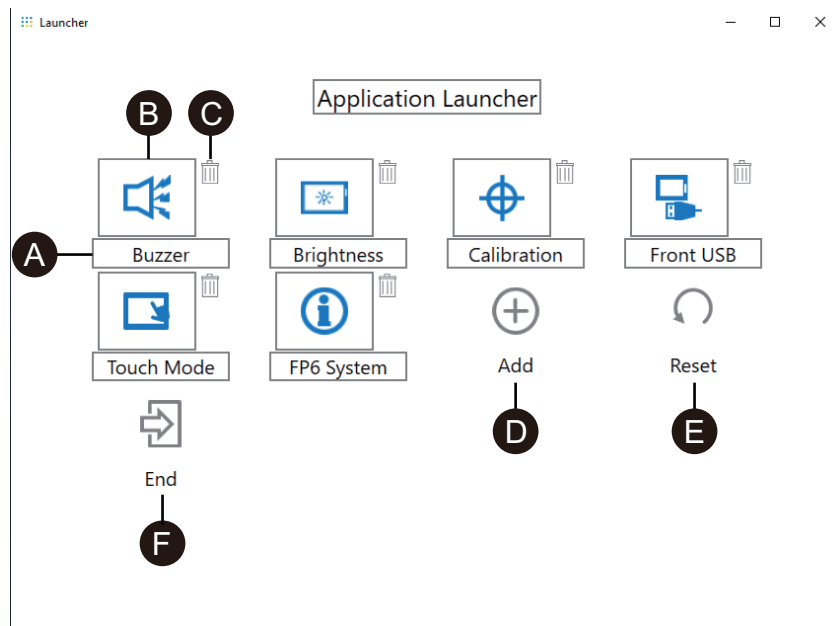 Launcher
Application Launcher
B
C
A
Buzzer
Brightness
Calibration
Front USB
Touch Mode
FP6 System
Add
Reset
D
E
End
F